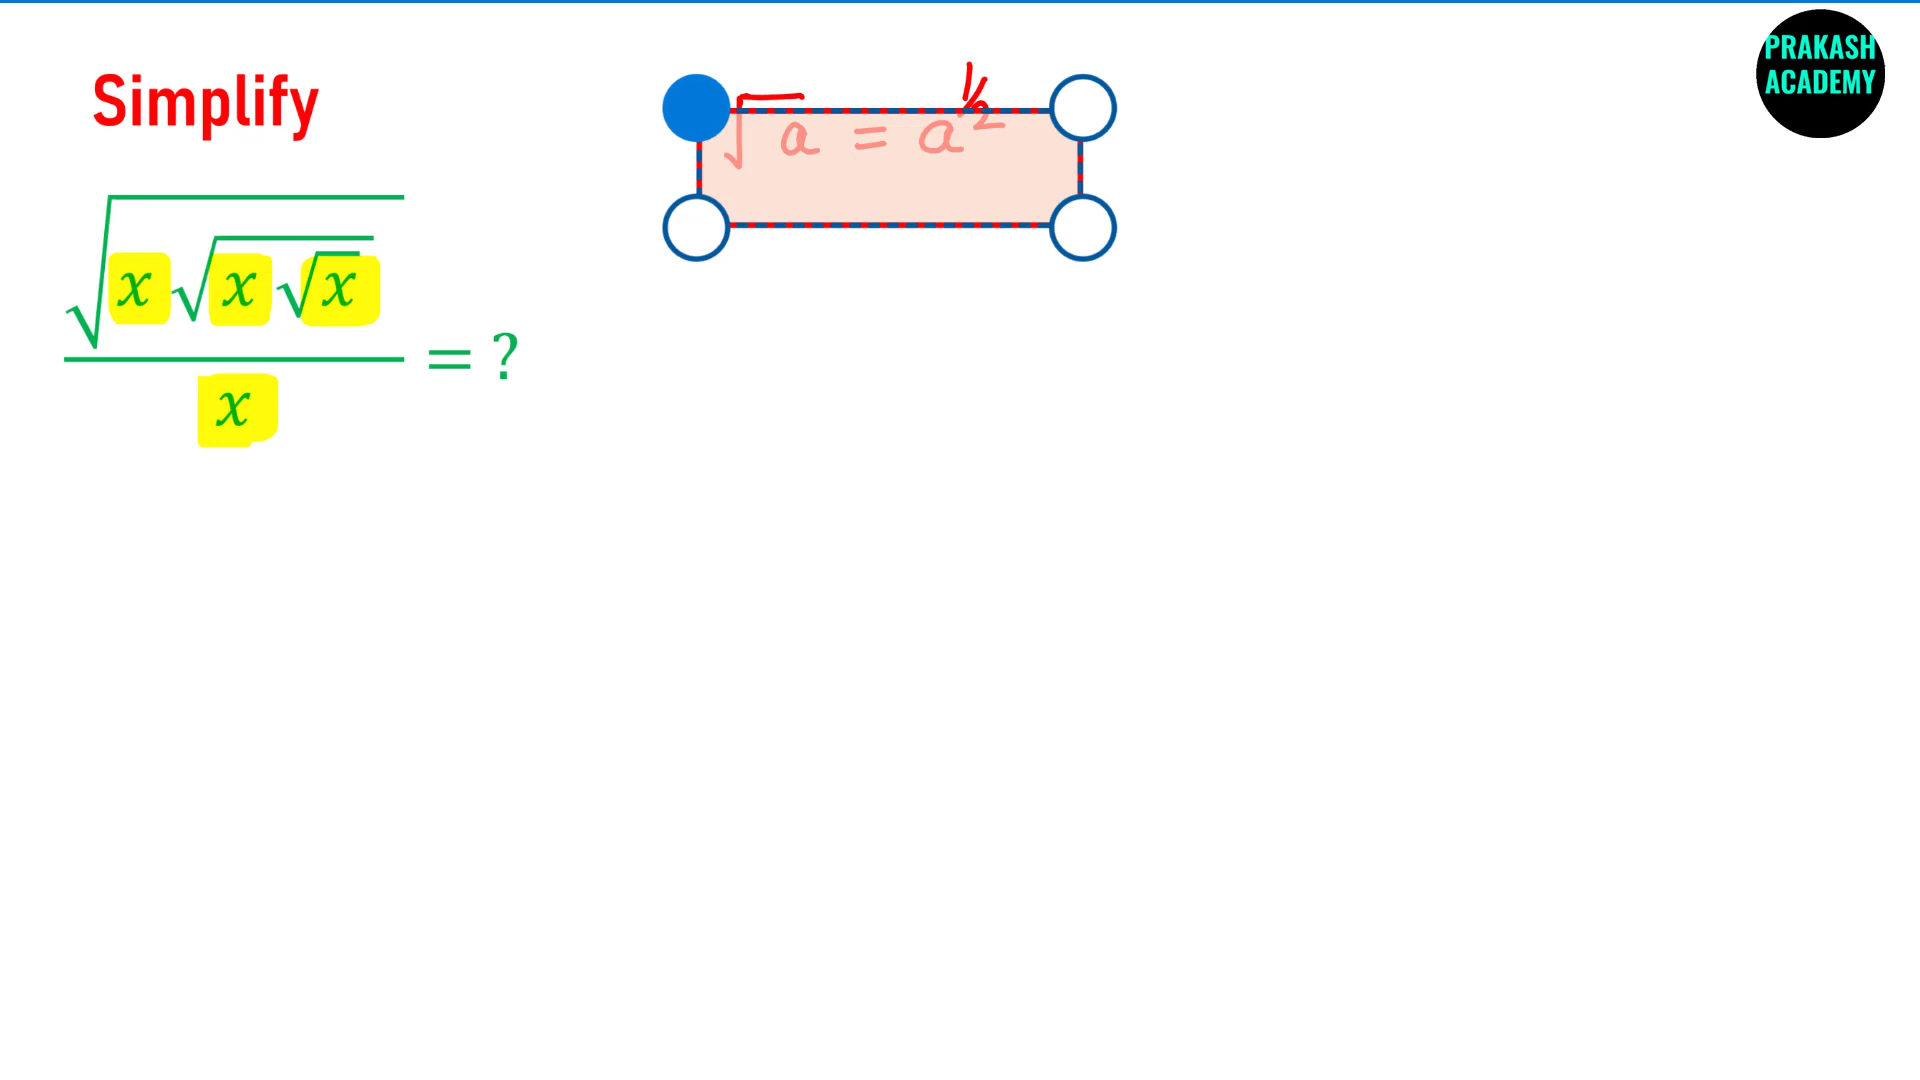 PRAKASH
ACADEMY
Simplify
√a = a^1/2
√(x√(x√x)) / x = ?